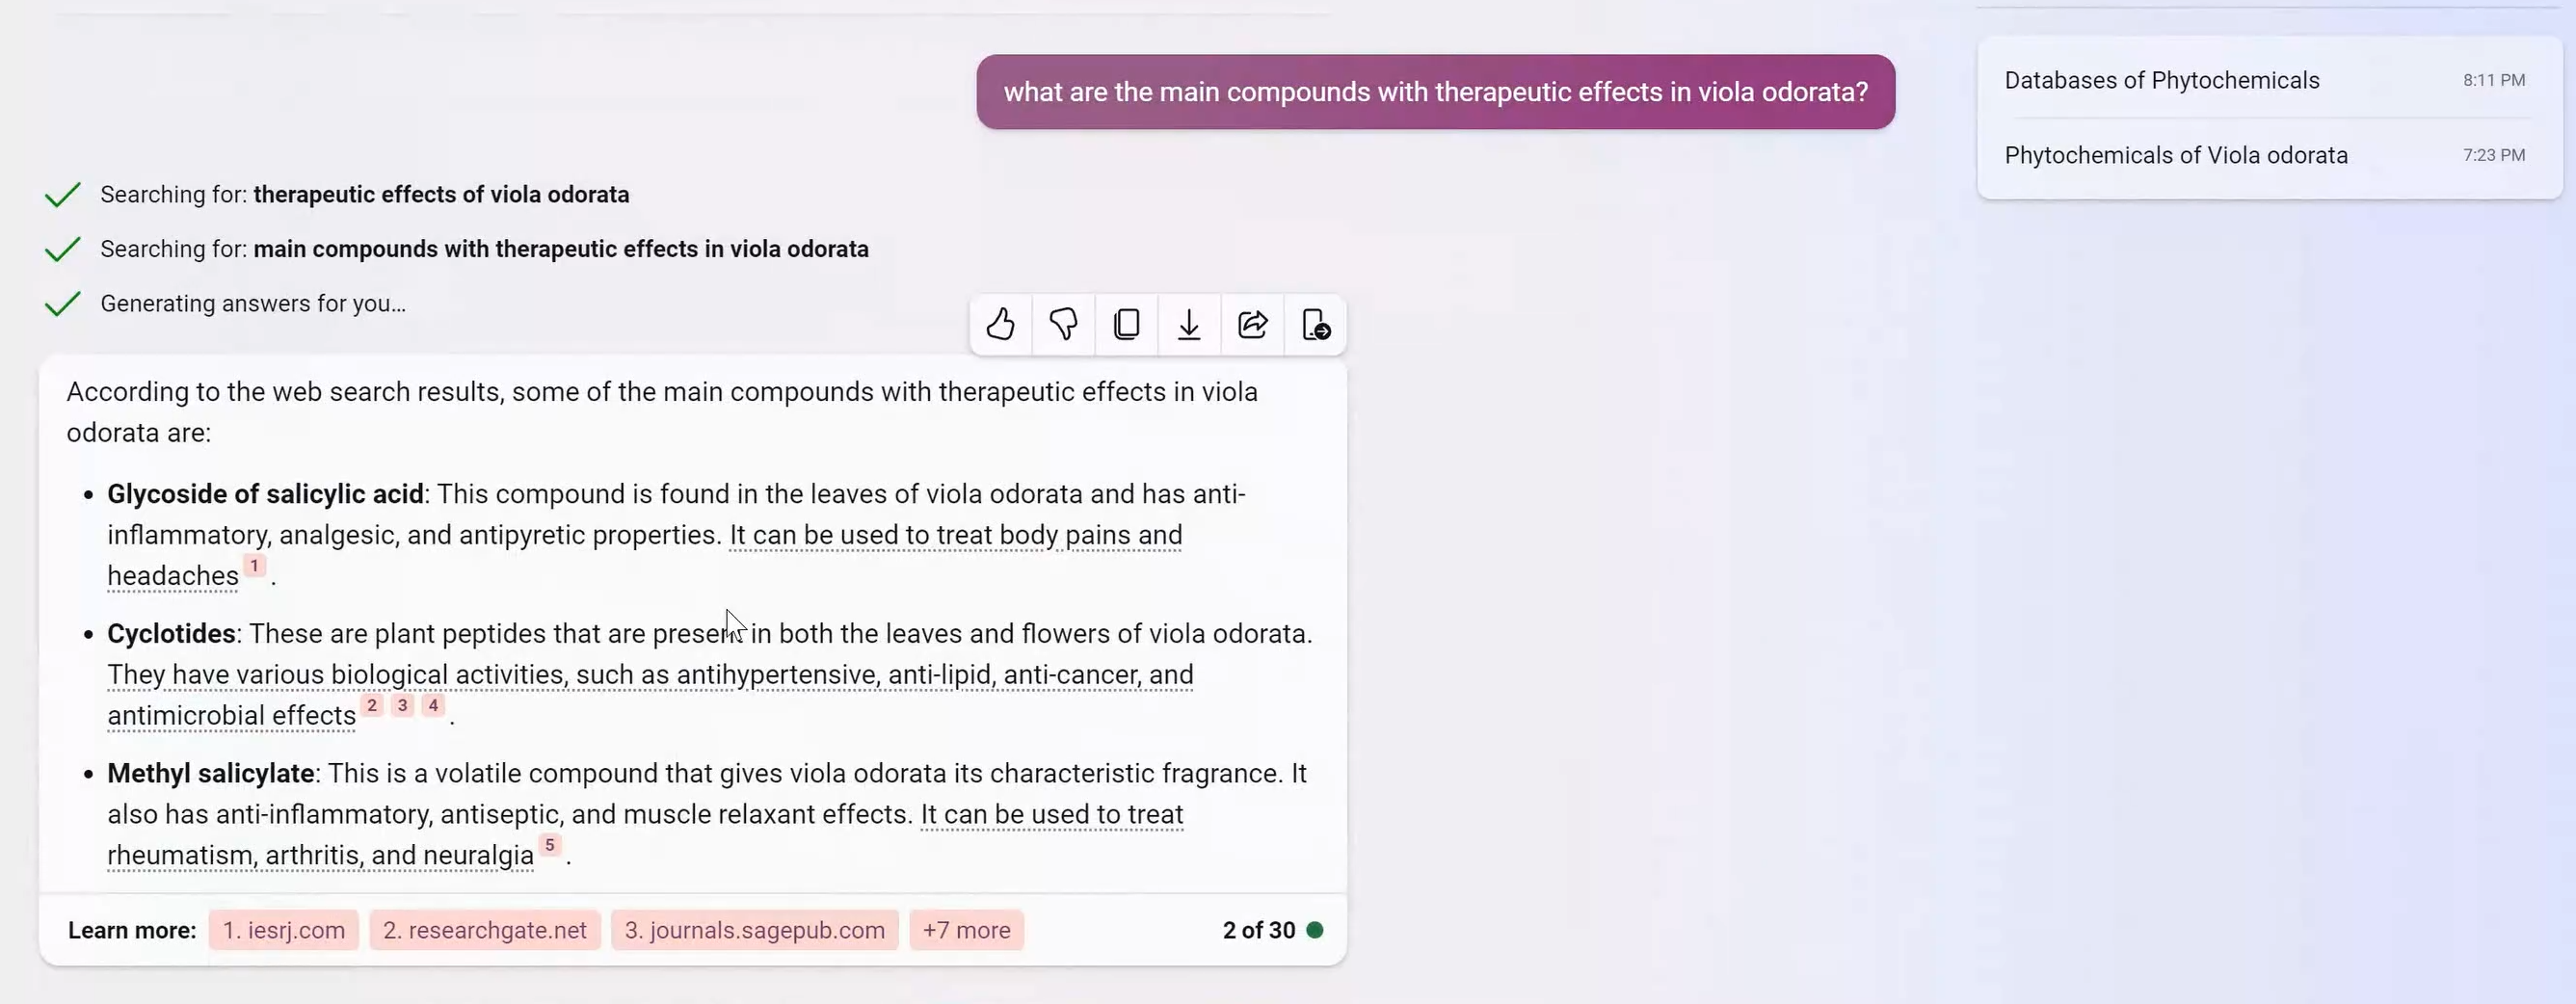 what are the main compounds with therapeutic effects in viola odorata?
Databases of Phytochemicals 8:11 PM
Phytochemicals of Viola odorata 7:23 PM
Searching for: therapeutic effects of viola odorata
Searching for: main compounds with therapeutic effects in viola odorata
Generating answers for you...
According to the web search results, some of the main compounds with therapeutic effects in viola
odorata are:
• Glycoside of salicylic acid: This compound is found in the leaves of viola odorata and has anti-
inflammatory, analgesic, and antipyretic properties. It can be used to treat body pains and
headaches 1 .
• Cyclotides: These are plant peptides that are present in both the leaves and flowers of viola odorata.
They have various biological activities, such as antihypertensive, anti-lipid, anti-cancer, and
antimicrobial effects 2 3 4 .
• Methyl salicylate: This is a volatile compound that gives viola odorata its characteristic fragrance. It
also has anti-inflammatory, antiseptic, and muscle relaxant effects. It can be used to treat
rheumatism, arthritis, and neuralgia 5 .
Learn more: 1. iesrj.com 2. researchgate.net 3. journals.sagepub.com +7 more 2 of 30